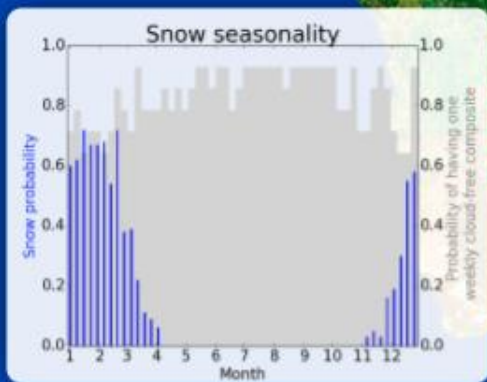 Snow seasonality
1.0
0.8
0.6
0.4
0.2
0.0
Snow probability
1.0
0.8
0.6
0.4
0.2
0.0
Probability of having one
weekly cloud-free composite
1 2 3 4 5 6 7 8 9 10 11 12
Month